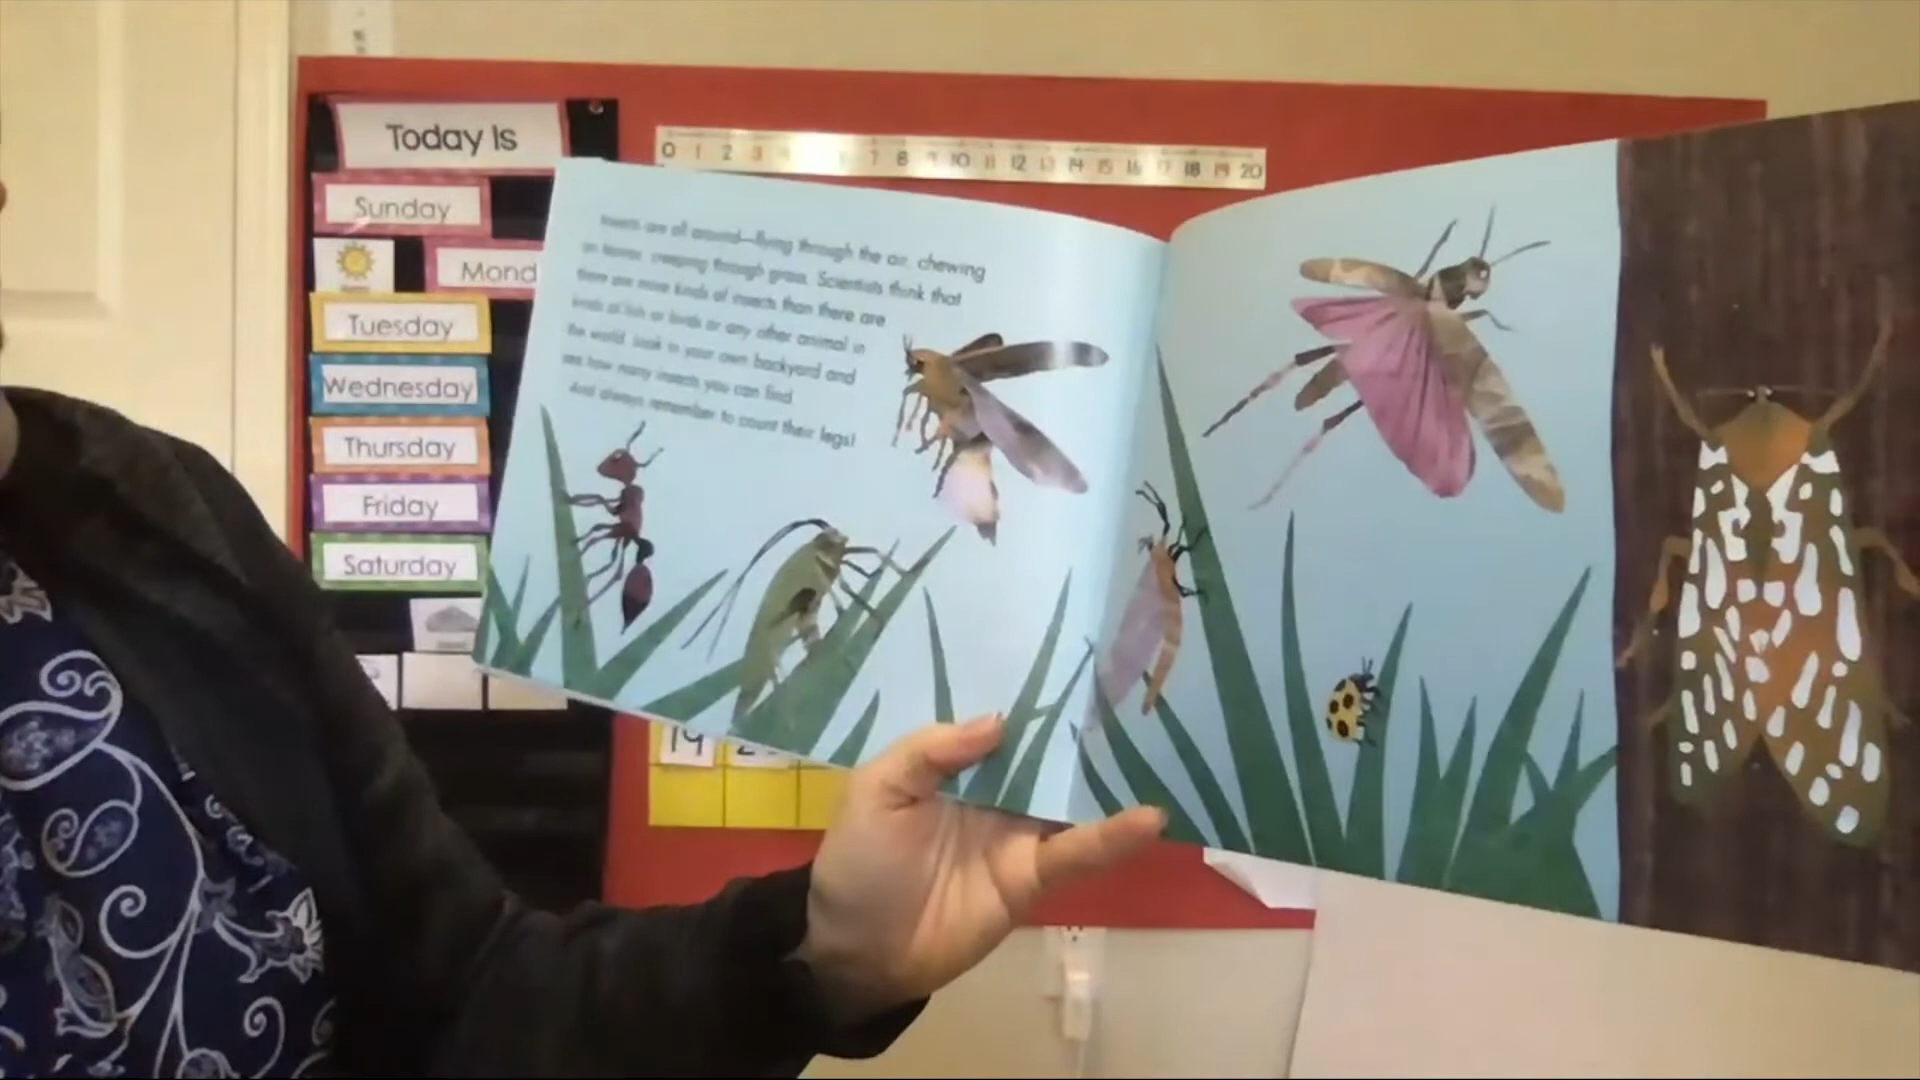 Today Is
0 1 2 3 7 8 9 10 11 12 13 14 15 16 17 18 19 20
Sunday
Mond
Tuesday
Wednesday
Thursday
Friday
Saturday
Insects are all around—flying through the air, chewing
on leaves, creeping through grass. Scientists think that
there are more kinds of insects than there are
kinds of fish or birds or any other animal in
the world. Look in your own backyard and
see how many insects you can find.
And always remember to count their legs!
19